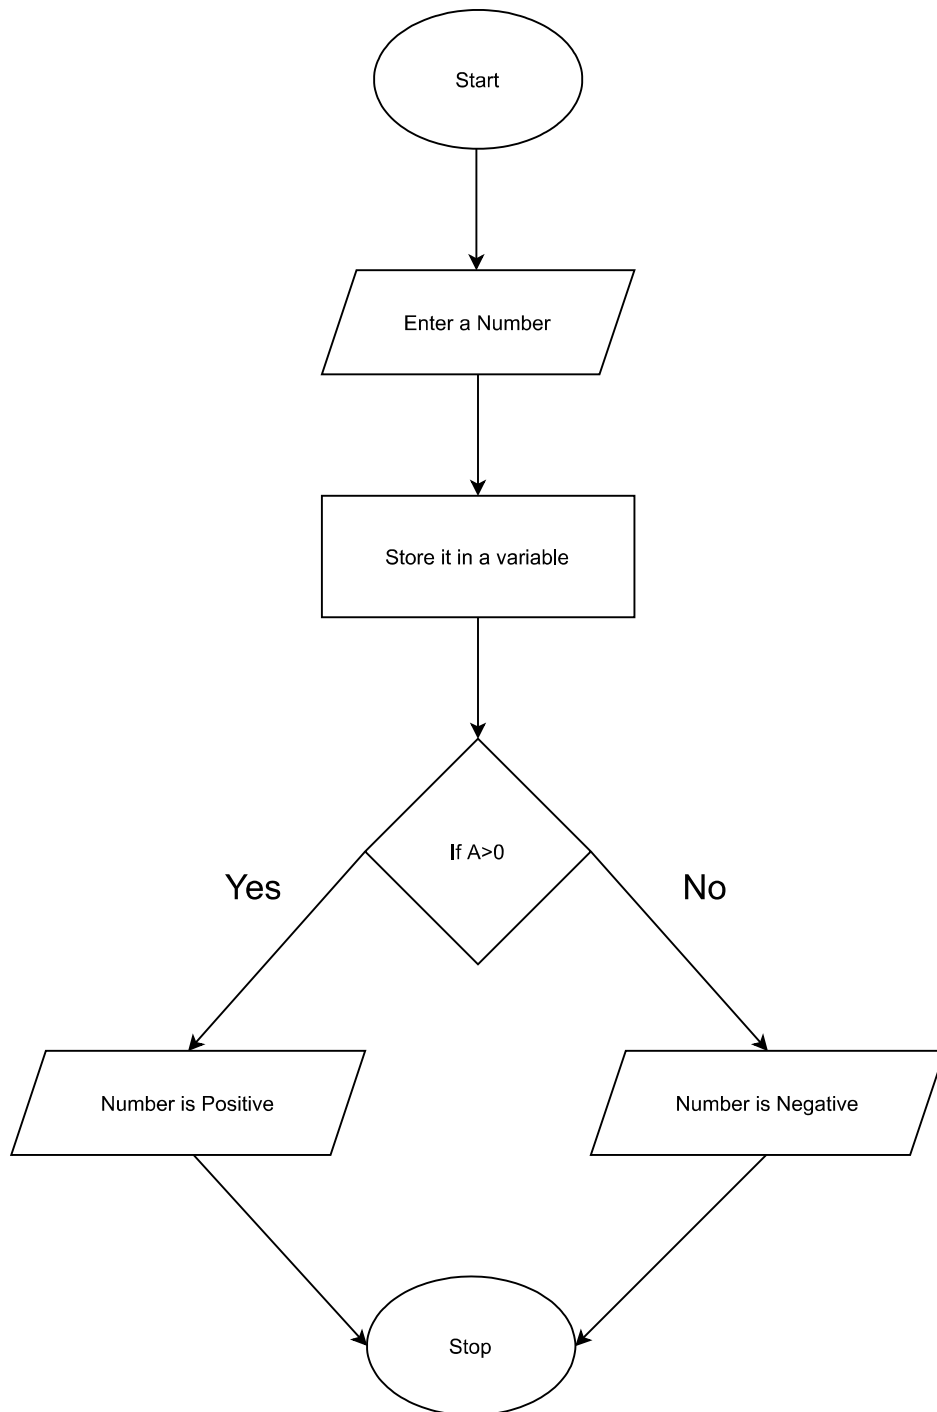 Start
Enter a Number
Store it in a variable
If A>0
Yes
No
Number is Positive
Number is Negative
Stop